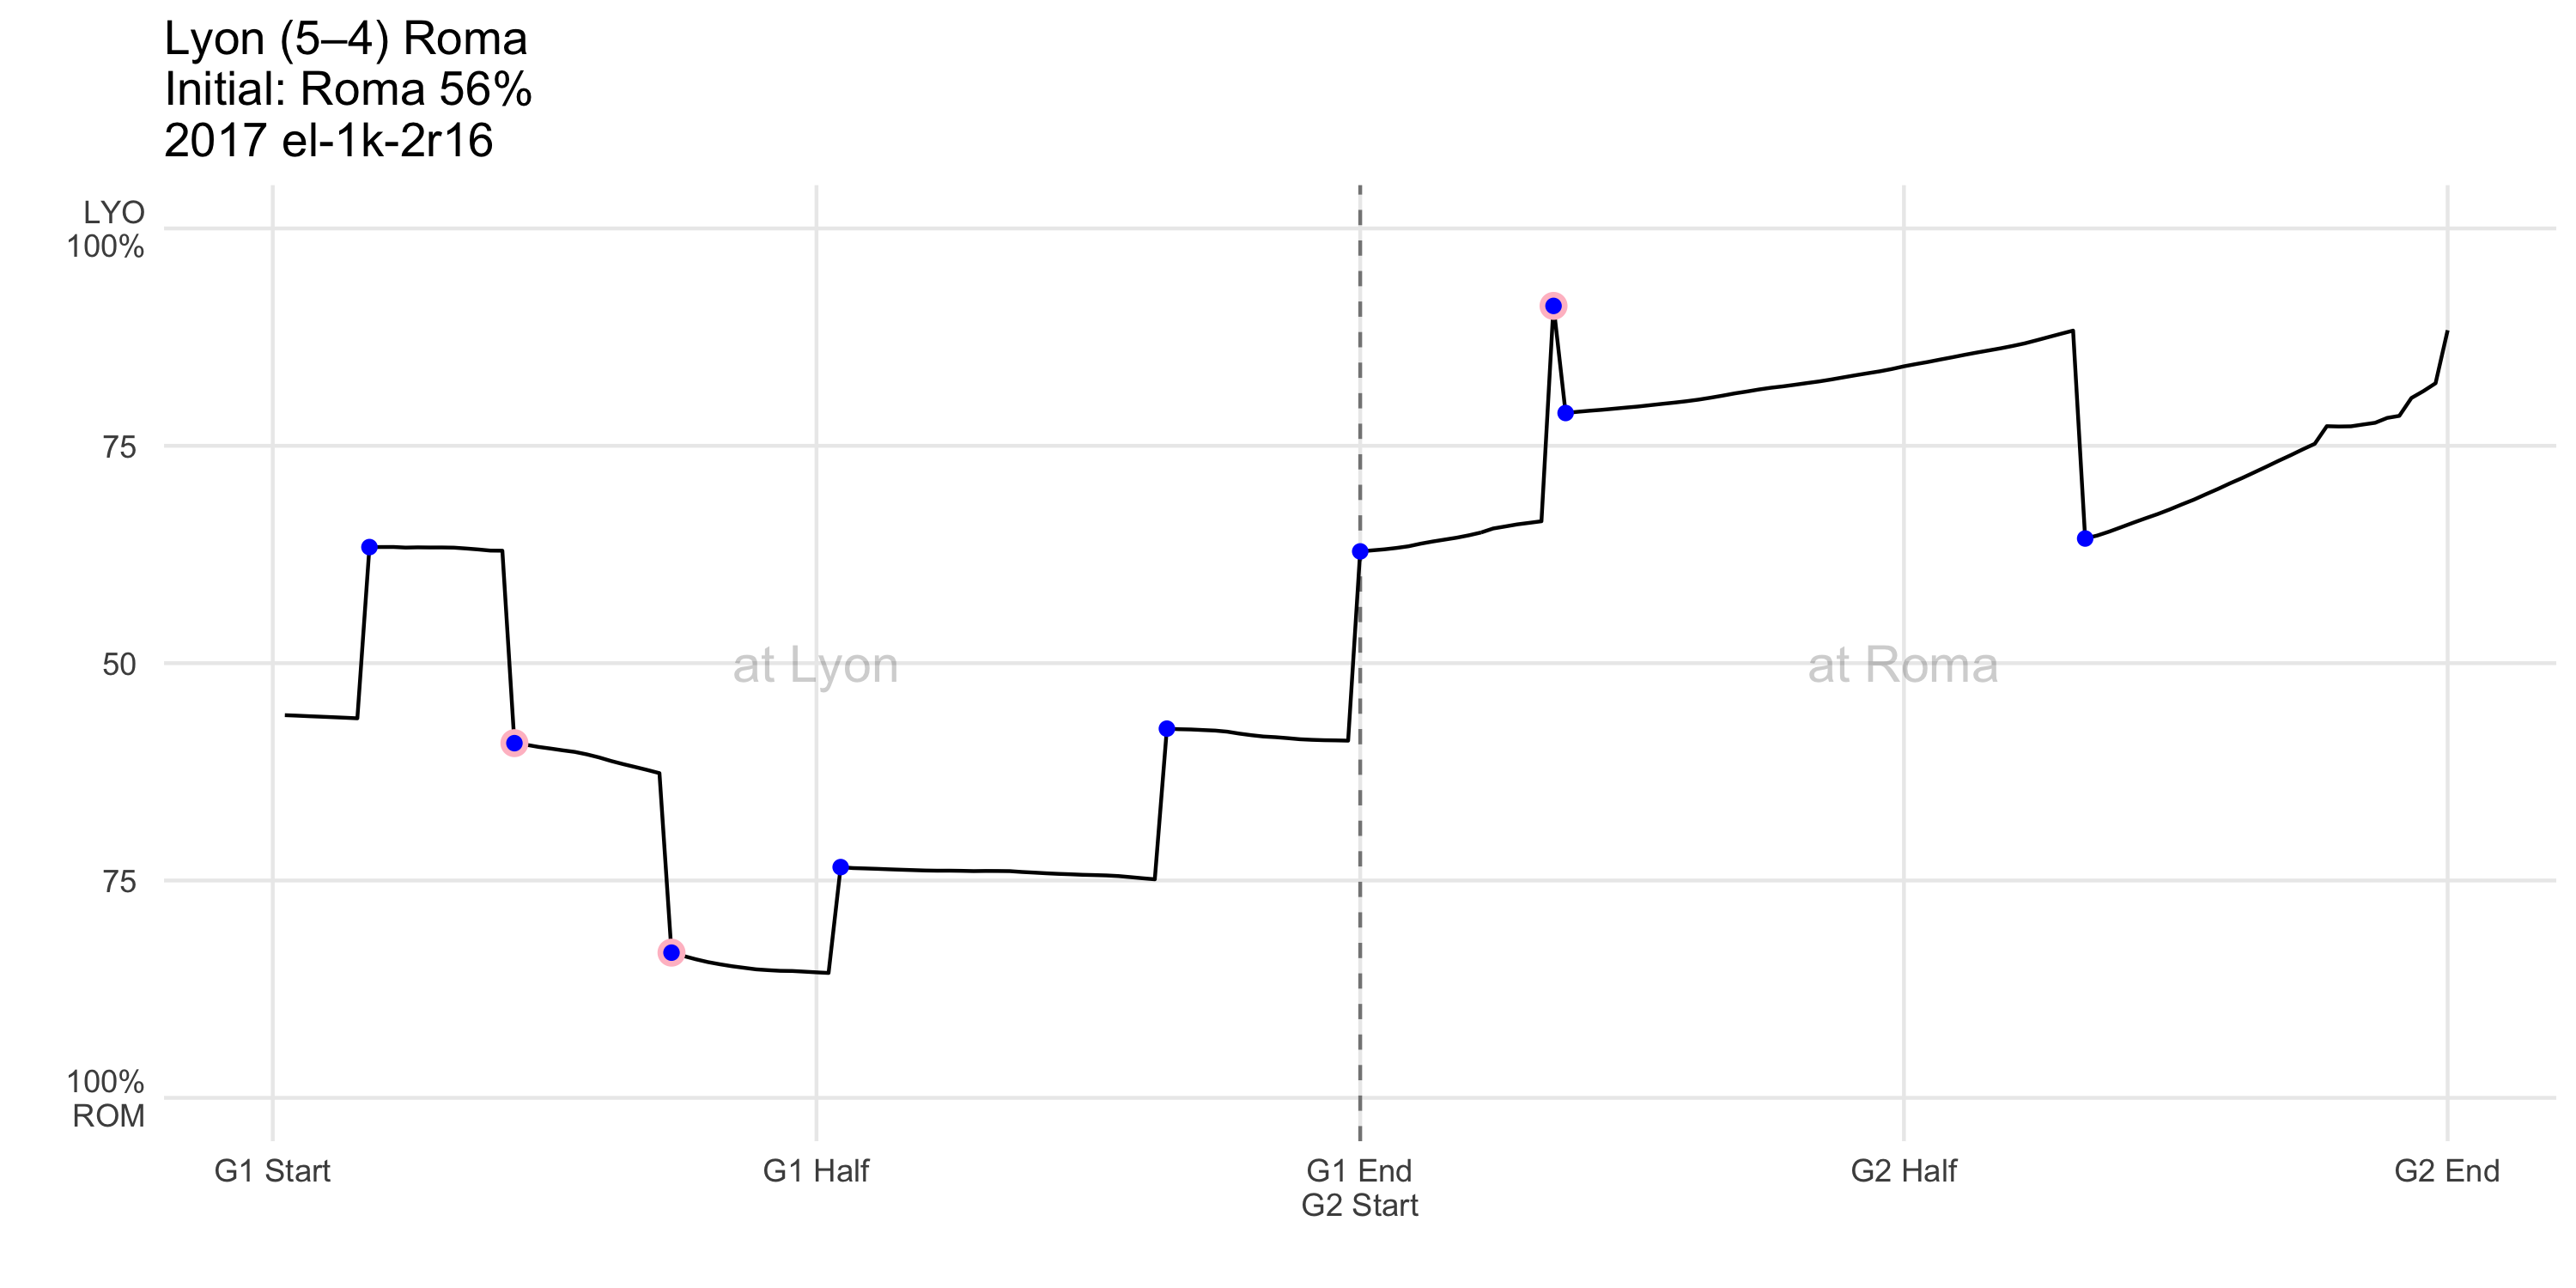 Lyon (5–4) Roma
Initial: Roma 56%
2017 el-1k-2r16
LYO
100%
75
50
75
100%
ROM
at Lyon
at Roma
G1 Start
G1 Half
G1 End
G2 Start
G2 Half
G2 End